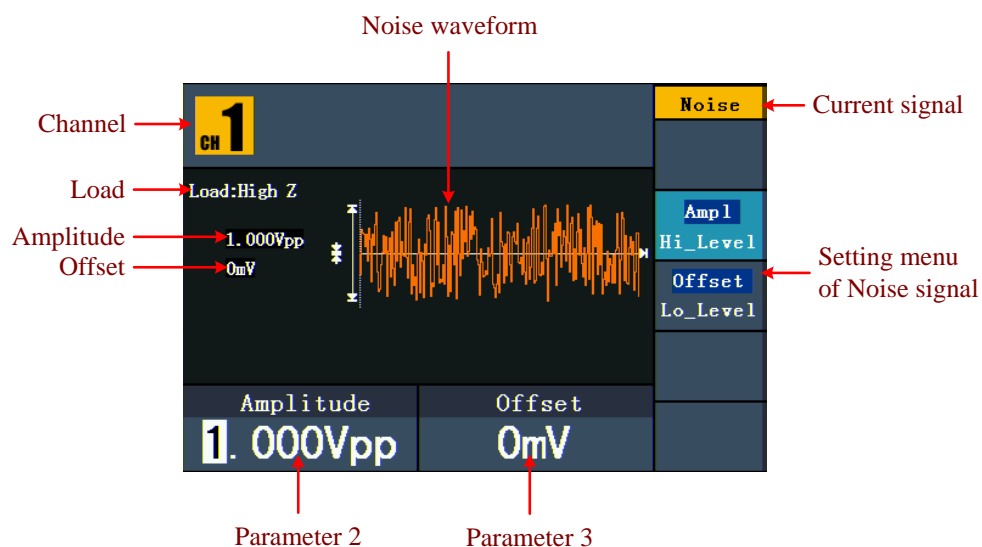 Noise waveform
Channel
CH 1
Noise
Current signal
Load
Load:High Z
Amplitude
1.000Vpp
Offset
0mV
Ampl
Hi_Level
Offset
Lo_Level
Setting menu
of Noise signal
Amplitude
1.000Vpp
Offset
0mV
Parameter 2
Parameter 3